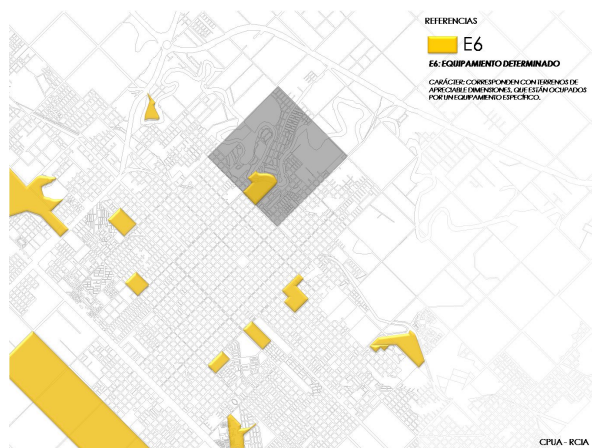 REFERENCIAS
E6
E6: EQUIPAMIENTO DETERMINADO
CARÁCTER: CORRESPONDEN CON TERRENOS DE
APRECIABLE DIMENSIONES, QUE ESTÁN OCUPADOS
POR UN EQUIPAMIENTO ESPECÍFICO.
CPUA - RCIA